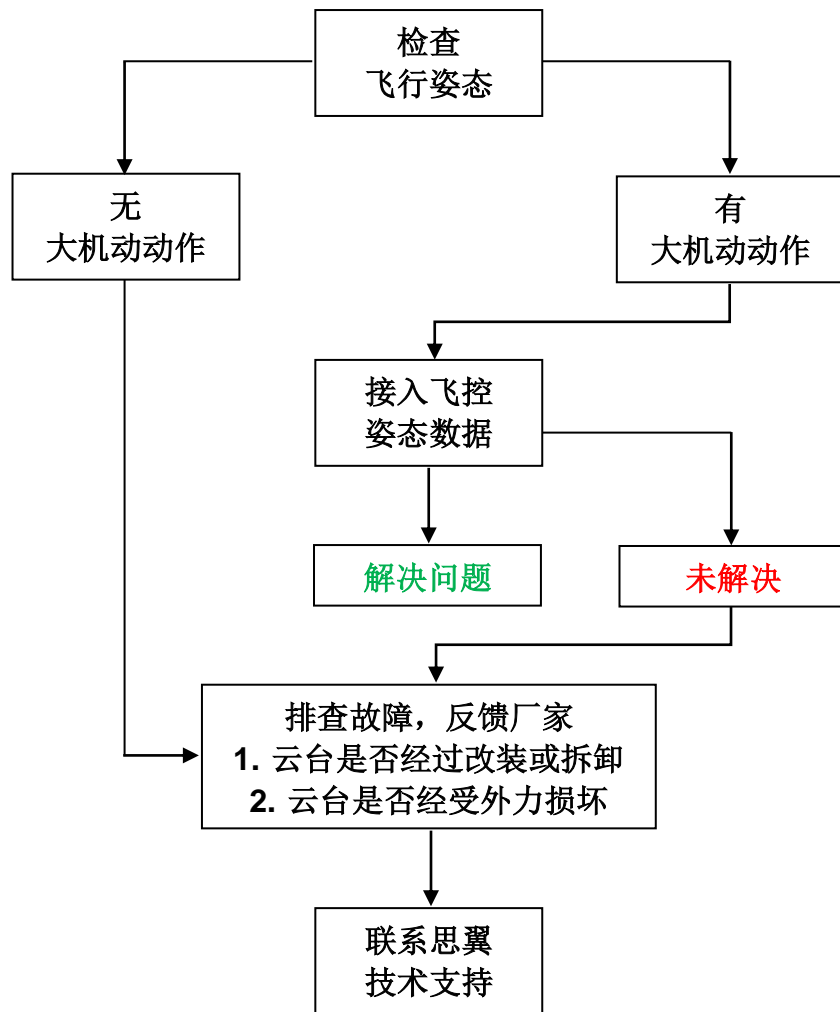 检查
飞行姿态
无
大机动动作
有
大机动动作
接入飞控
姿态数据
解决问题
未解决
排查故障，反馈厂家
1. 云台是否经过改装或拆卸
2. 云台是否经受外力损坏
联系思翼
技术支持